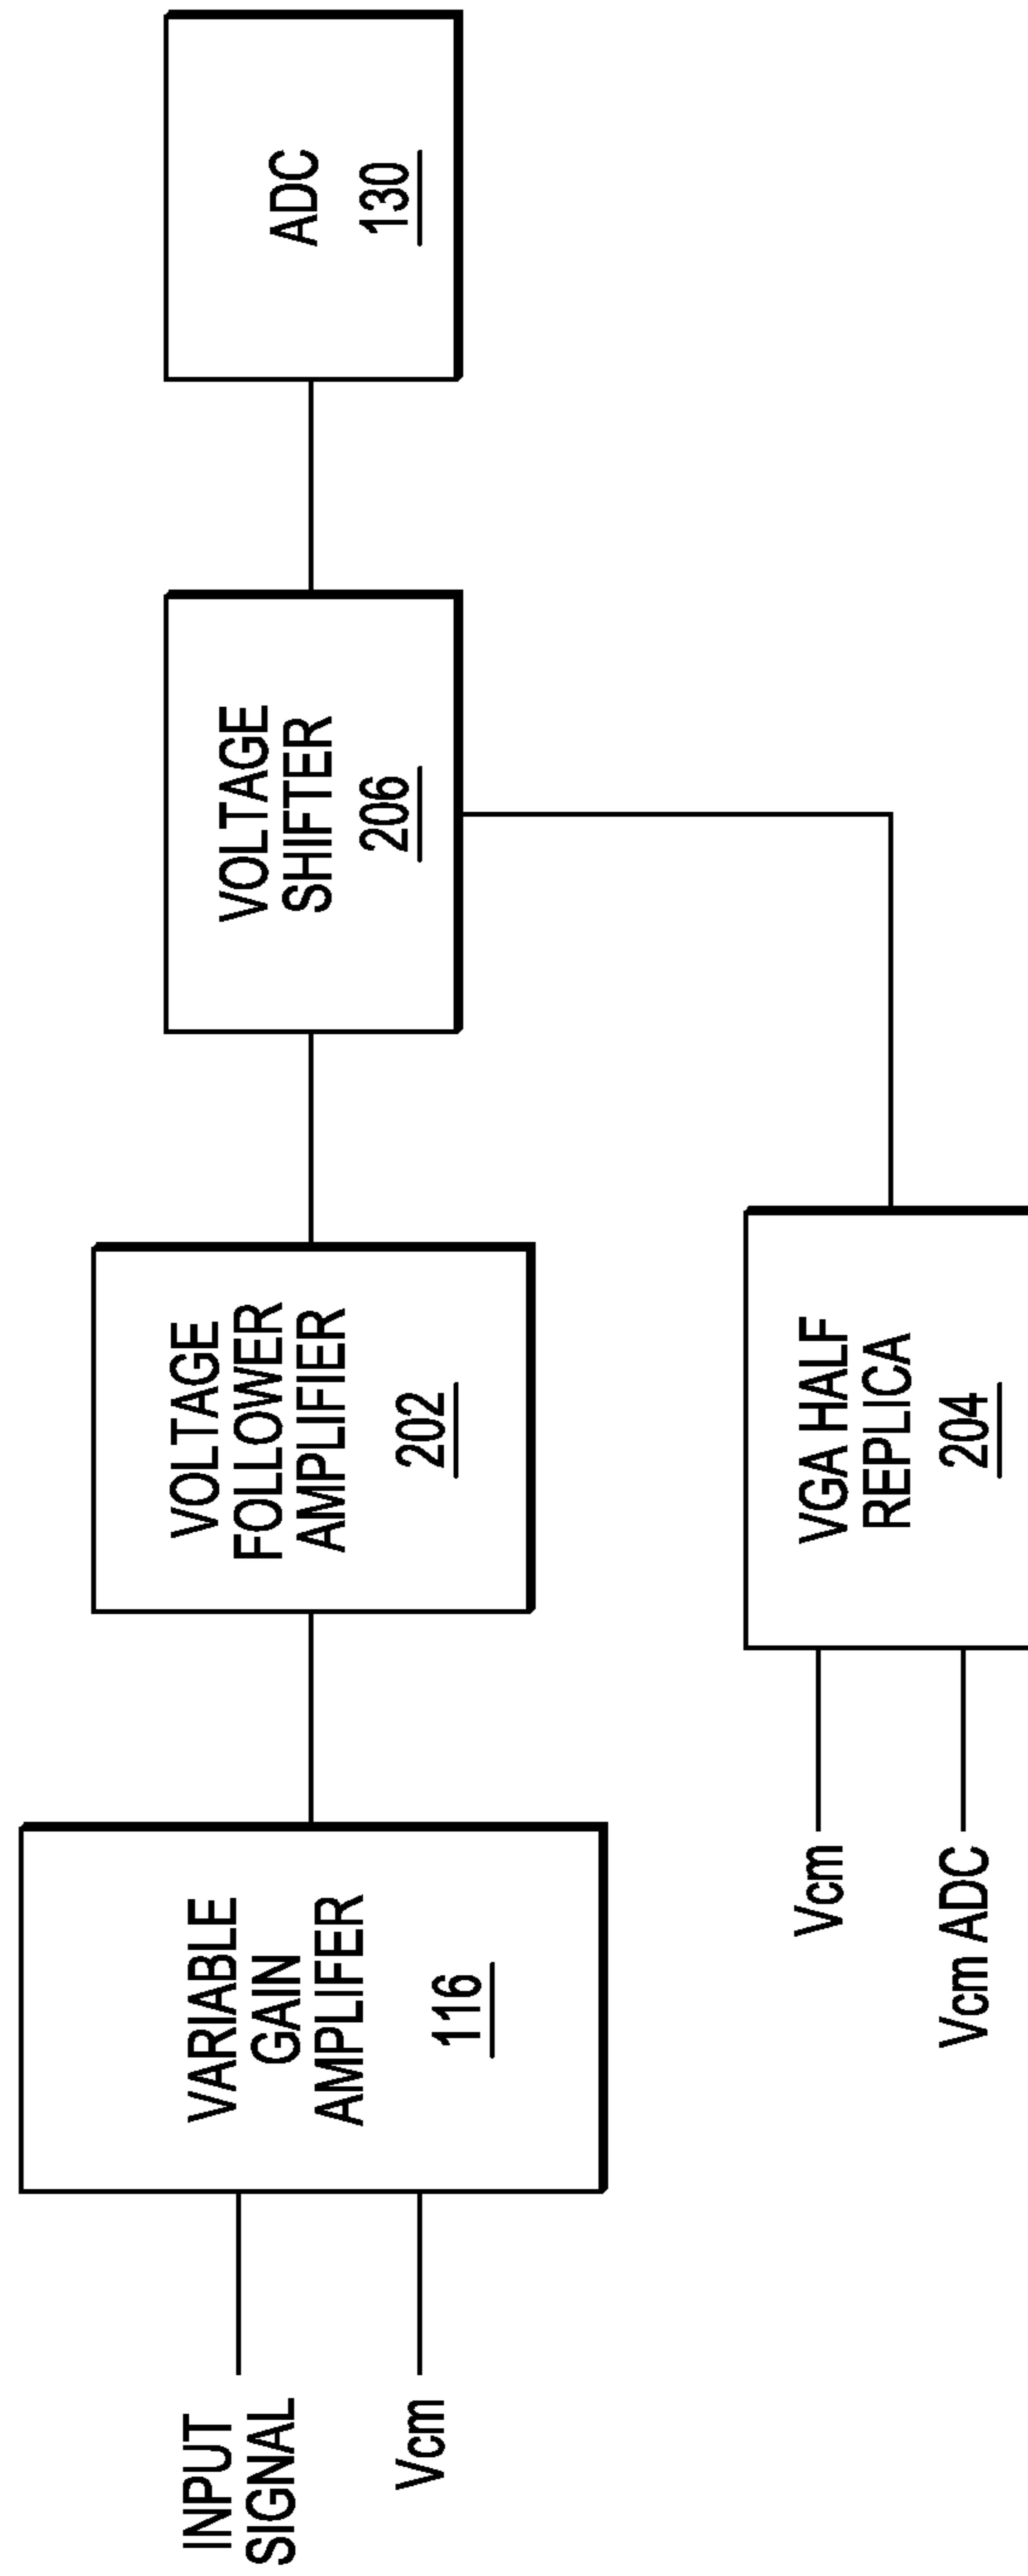 INPUT
SIGNAL
Vcm
VARIABLE
GAIN
AMPLIFER
116
VOLTAGE
FOLLOWER
AMPLIFIER
202
VOLTAGE
SHIFTER
206
ADC
130
Vcm
Vcm ADC
VGA HALF
REPLICA
204